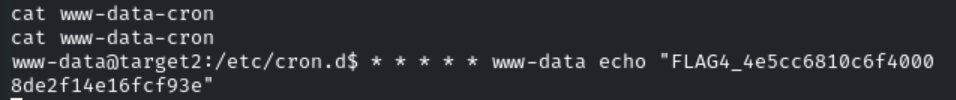 cat www-data-cron
cat www-data-cron
www-data@target2:/etc/cron.d$ * * * * * www-data echo "FLAG4_4e5cc6810c6f4000
8de2f14e16fcf93e"